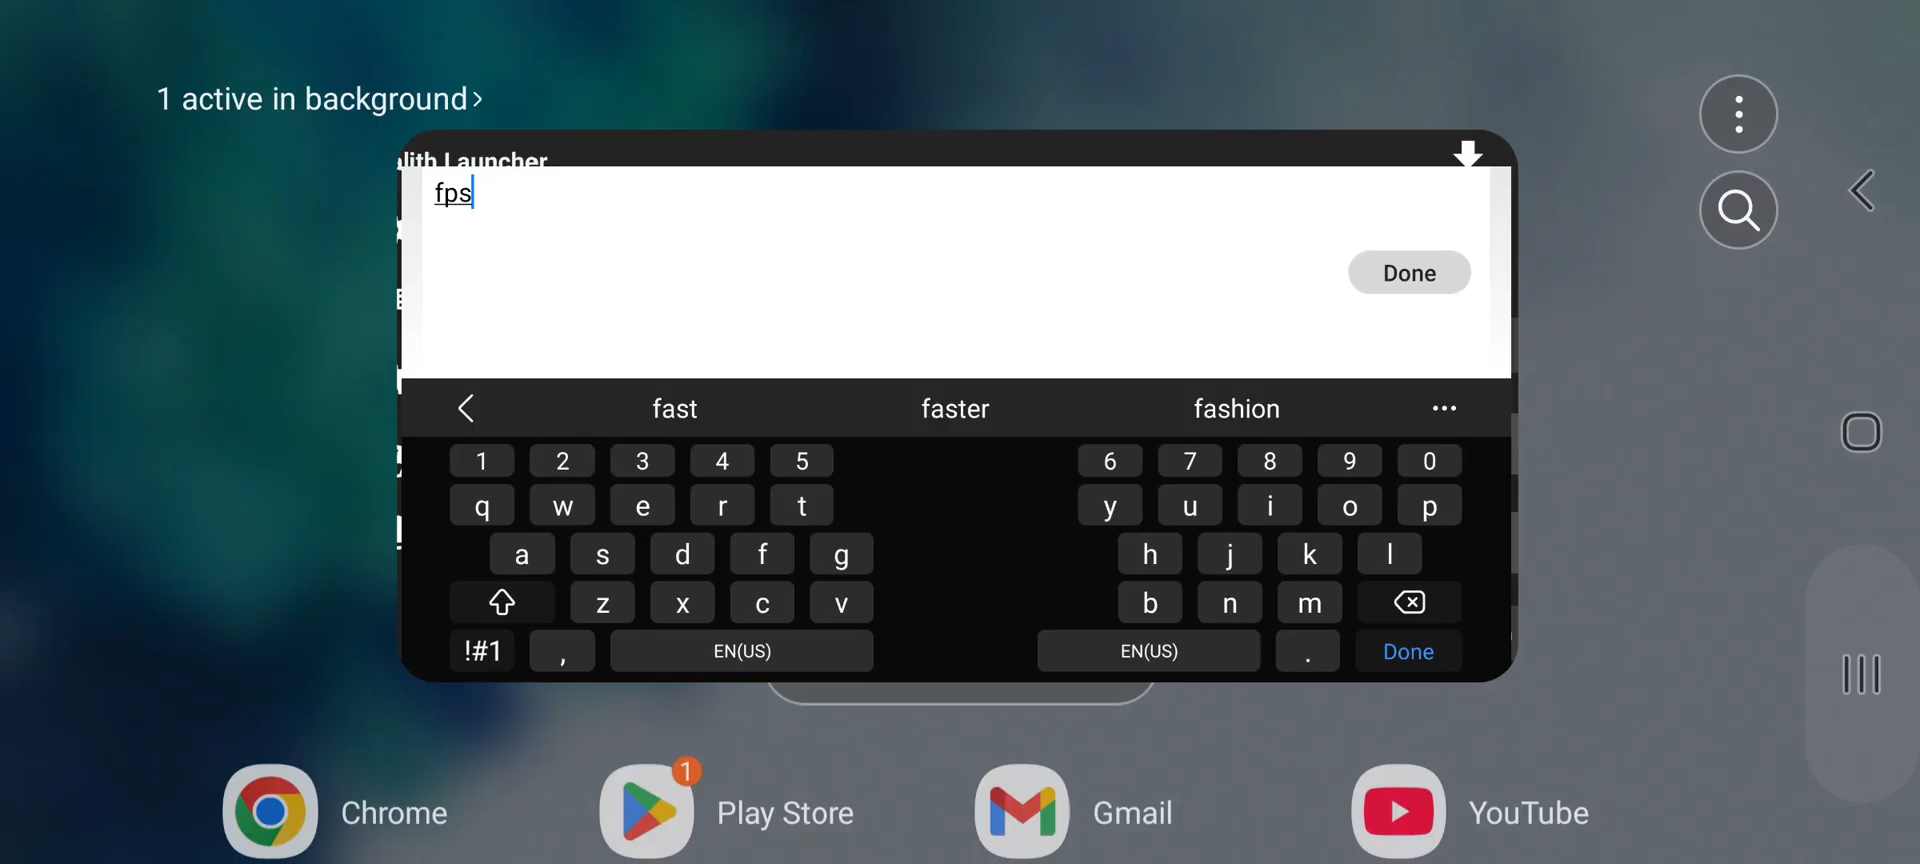 1 active in background
Launcher
fps
Done
fast faster fashion
1 2 3 4 5 6 7 8 9 0
q w e r t y u i o p
a s d f g h j k l
z x c v b n m
!#1 , EN(US) EN(US) . Done
1
Chrome Play Store Gmail YouTube